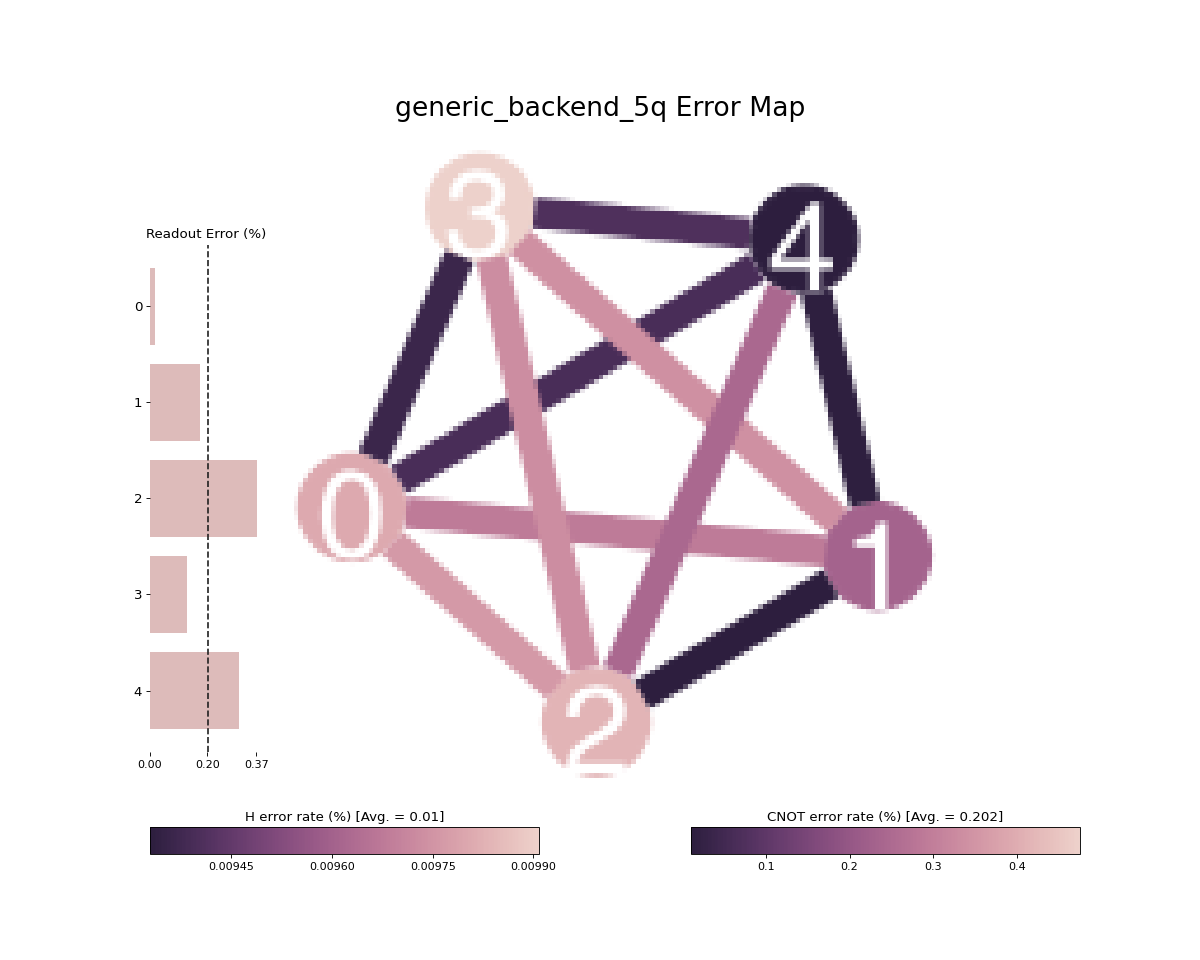 generic_backend_5q Error Map
Readout Error (%)
0
1
2
3
4
0.00 0.20 0.37
3
4
0
1
2
H error rate (%) [Avg. = 0.01]
0.00945 0.00960 0.00975 0.00990
CNOT error rate (%) [Avg. = 0.202]
0.1 0.2 0.3 0.4